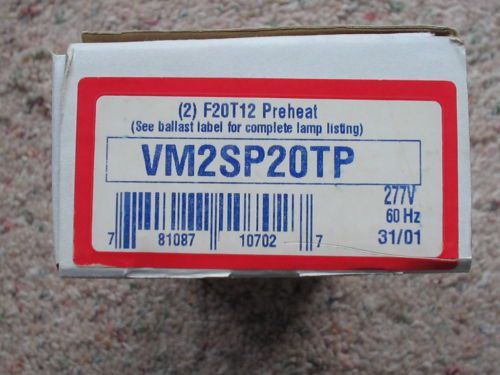 (2) F20T12 Preheat
(See ballast label for complete lamp listing)
VM2SP20TP
277V
60 Hz
31/01
7 81087 10702 7